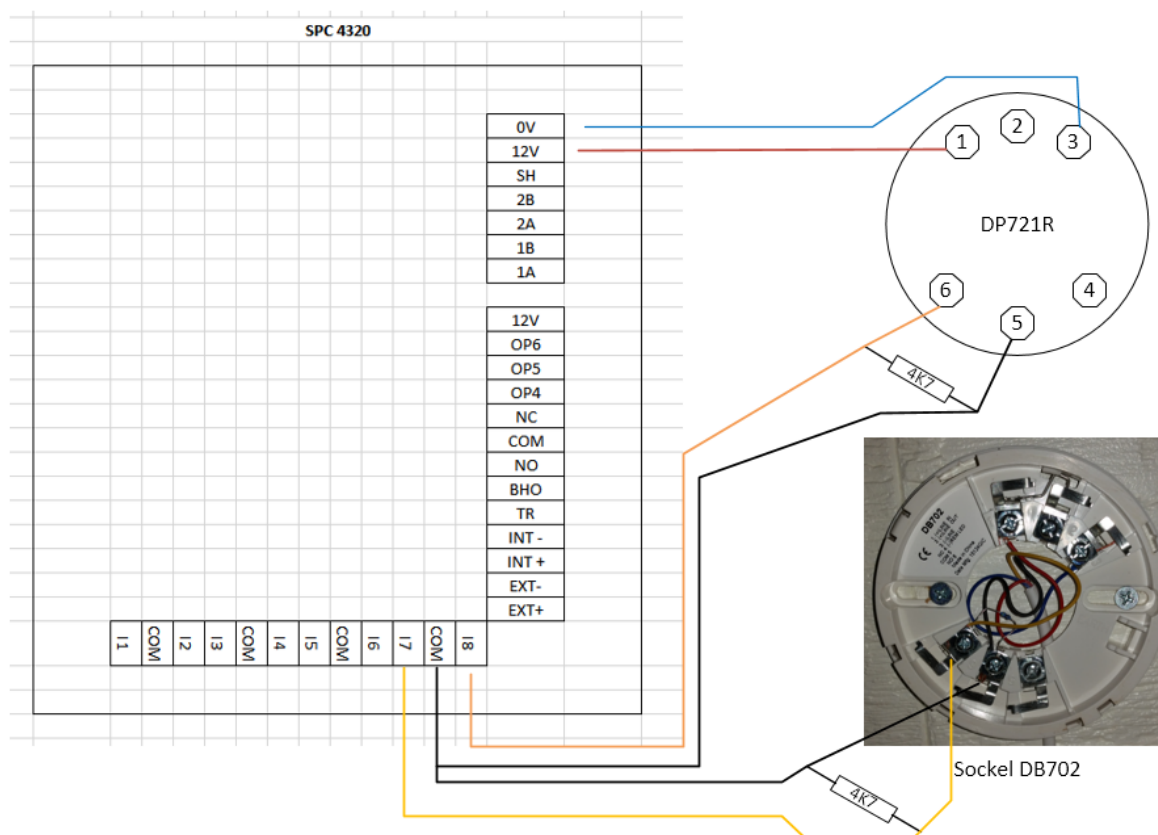 SPC 4320
0V
12V
SH
2B
2A
1B
1A
12V
OP6
OP5
OP4
NC
COM
NO
BHO
TR
INT -
INT +
EXT-
EXT+
I1
COM
I2
I3
COM
I4
I5
COM
I6
I7
COM
I8
1
2
3
DP721R
6
5
4
4K7
DB702
CE
Sockel DB702
4K7